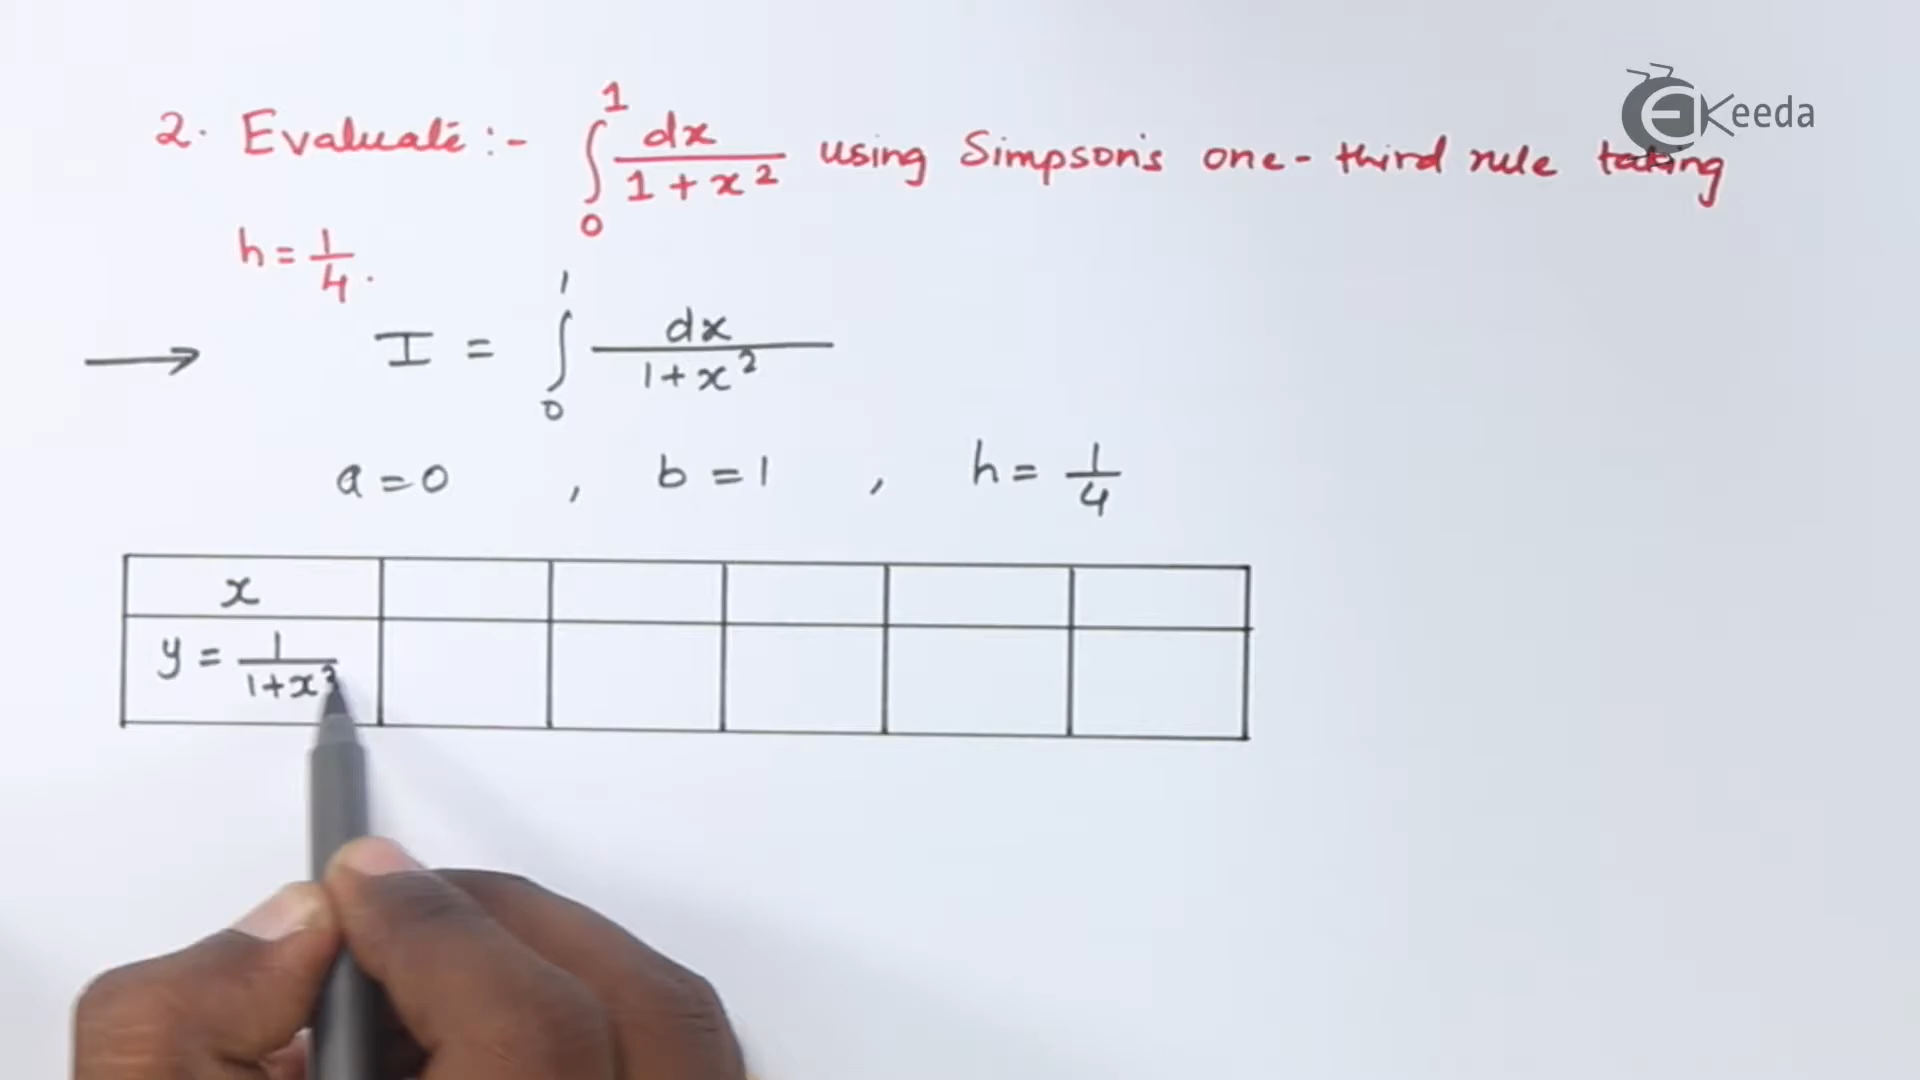 2. Evaluate :- ∫₀¹ dx/(1+x²) using Simpson's one-third rule taking
h = 1/4.
I = ∫₀¹ dx/(1+x²)
a = 0 , b = 1 , h = 1/4
x
y = 1/(1+x²)
EKeeda